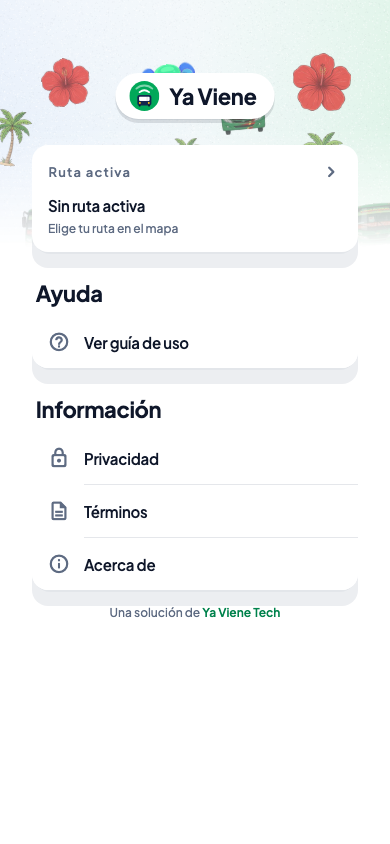 Ya Viene
Ruta activa
Sin ruta activa
Elige tu ruta en el mapa
Ayuda
Ver guía de uso
Información
Privacidad
Términos
Acerca de
Una solución de Ya Viene Tech